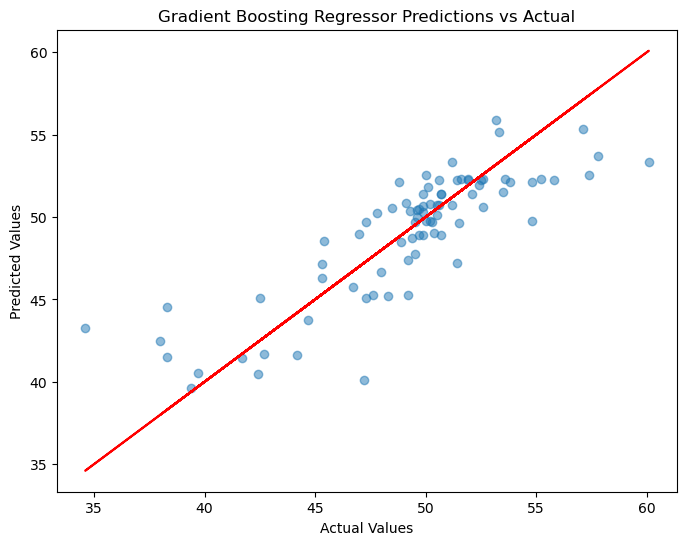 Gradient Boosting Regressor Predictions vs Actual
60
55
50
45
40
35
Predicted Values
35 40 45 50 55 60
Actual Values